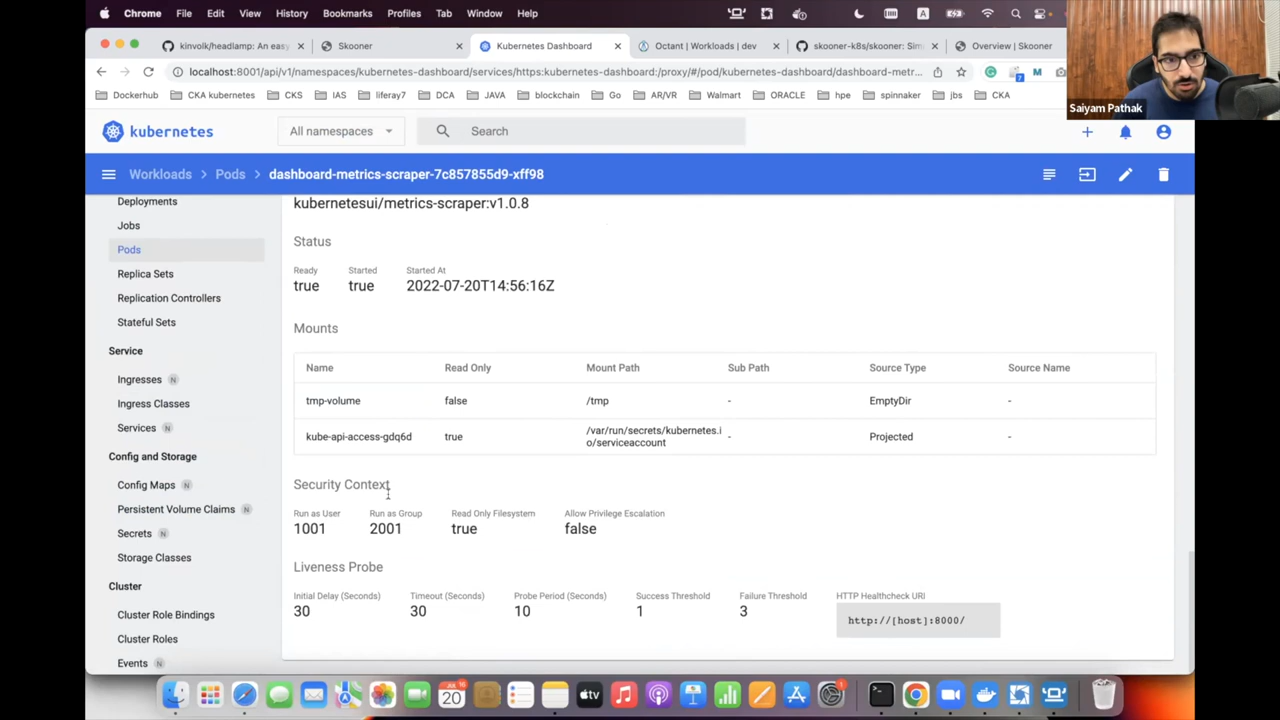 Chrome File Edit View History Bookmarks Profiles Tab Window Help
kinvolk/headlamp: An easy
Skooner
Kubernetes Dashboard
Octant | Workloads | dev
skooner-k8s/skooner: Sim
Overview | Skooner
localhost:8001/api/v1/namespaces/kubernetes-dashboard/services/https:kubernetes-dashboard:/proxy/#/pod/kubernetes-dashboard/dashboard-metr...
Dockerhub CKA kubernetes CKS IAS liferay7 DCA JAVA blockchain Go AR/VR Walmart ORACLE hpe spinnaker jbs CKA
Saiyam Pathak
kubernetes
All namespaces
Search
Workloads > Pods > dashboard-metrics-scraper-7c857855d9-xff98
Deployments
Jobs
Pods
Replica Sets
Replication Controllers
Stateful Sets
Service
Ingresses N
Ingress Classes
Services N
Config and Storage
Config Maps N
Persistent Volume Claims N
Secrets N
Storage Classes
Cluster
Cluster Role Bindings
Cluster Roles
Events N
kubernetesui/metrics-scraper:v1.0.8
Status
Ready Started Started At
true true 2022-07-20T14:56:16Z
Mounts
Name Read Only Mount Path Sub Path Source Type Source Name
tmp-volume false /tmp - EmptyDir -
kube-api-access-gdq6d true /var/run/secrets/kubernetes.i - Projected -
o/serviceaccount
Security Context
Run as User Run as Group Read Only Filesystem Allow Privilege Escalation
1001 2001 true false
Liveness Probe
Initial Delay (Seconds) Timeout (Seconds) Probe Period (Seconds) Success Threshold Failure Threshold HTTP Healthcheck URI
30 30 10 1 3 http://[host]:8000/
JUL 16
20
tv